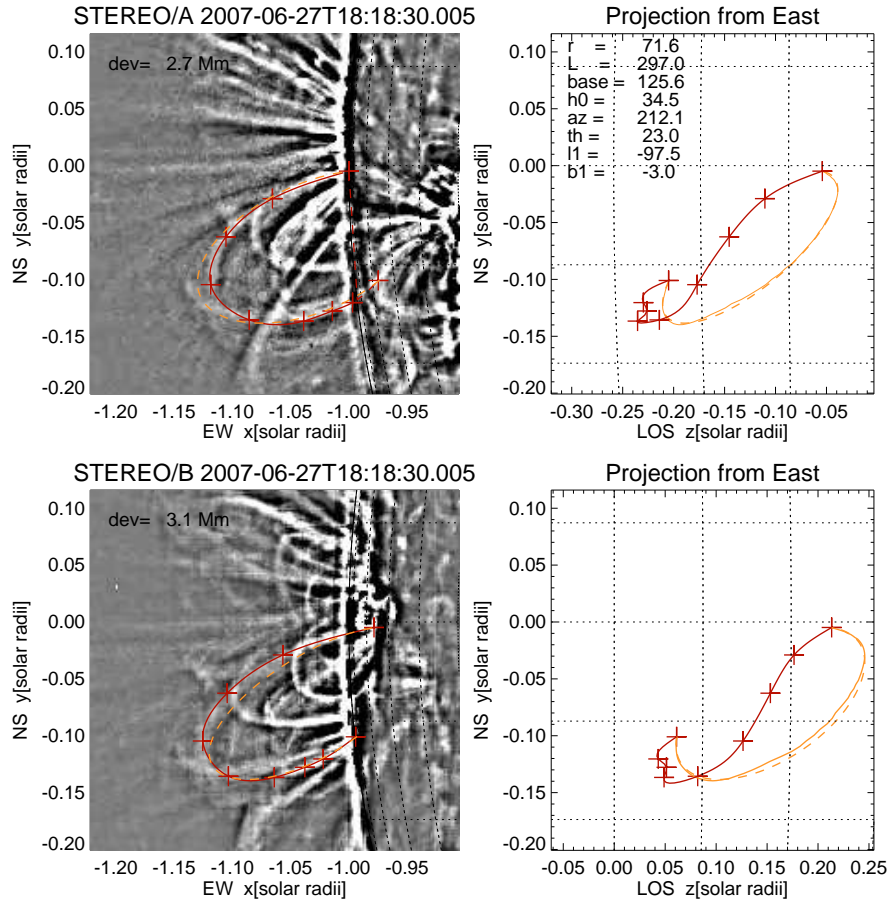 STEREO/A 2007-06-27T18:18:30.005
dev= 2.7 Mm
0.10
0.05
0.00
-0.05
-0.10
-0.15
-0.20
NS y[solar radii]
-1.20 -1.15 -1.10 -1.05 -1.00 -0.95
EW x[solar radii]
Projection from East
r = 71.6
L = 297.0
base = 125.6
h0 = 34.5
az = 212.1
th = 23.0
l1 = -97.5
b1 = -3.0
0.10
0.05
0.00
-0.05
-0.10
-0.15
-0.20
NS y[solar radii]
-0.30 -0.25 -0.20 -0.15 -0.10 -0.05
LOS z[solar radii]
STEREO/B 2007-06-27T18:18:30.005
dev= 3.1 Mm
0.10
0.05
0.00
-0.05
-0.10
-0.15
-0.20
NS y[solar radii]
-1.20 -1.15 -1.10 -1.05 -1.00 -0.95
EW x[solar radii]
Projection from East
0.10
0.05
0.00
-0.05
-0.10
-0.15
-0.20
NS y[solar radii]
-0.05 0.00 0.05 0.10 0.15 0.20 0.25
LOS z[solar radii]